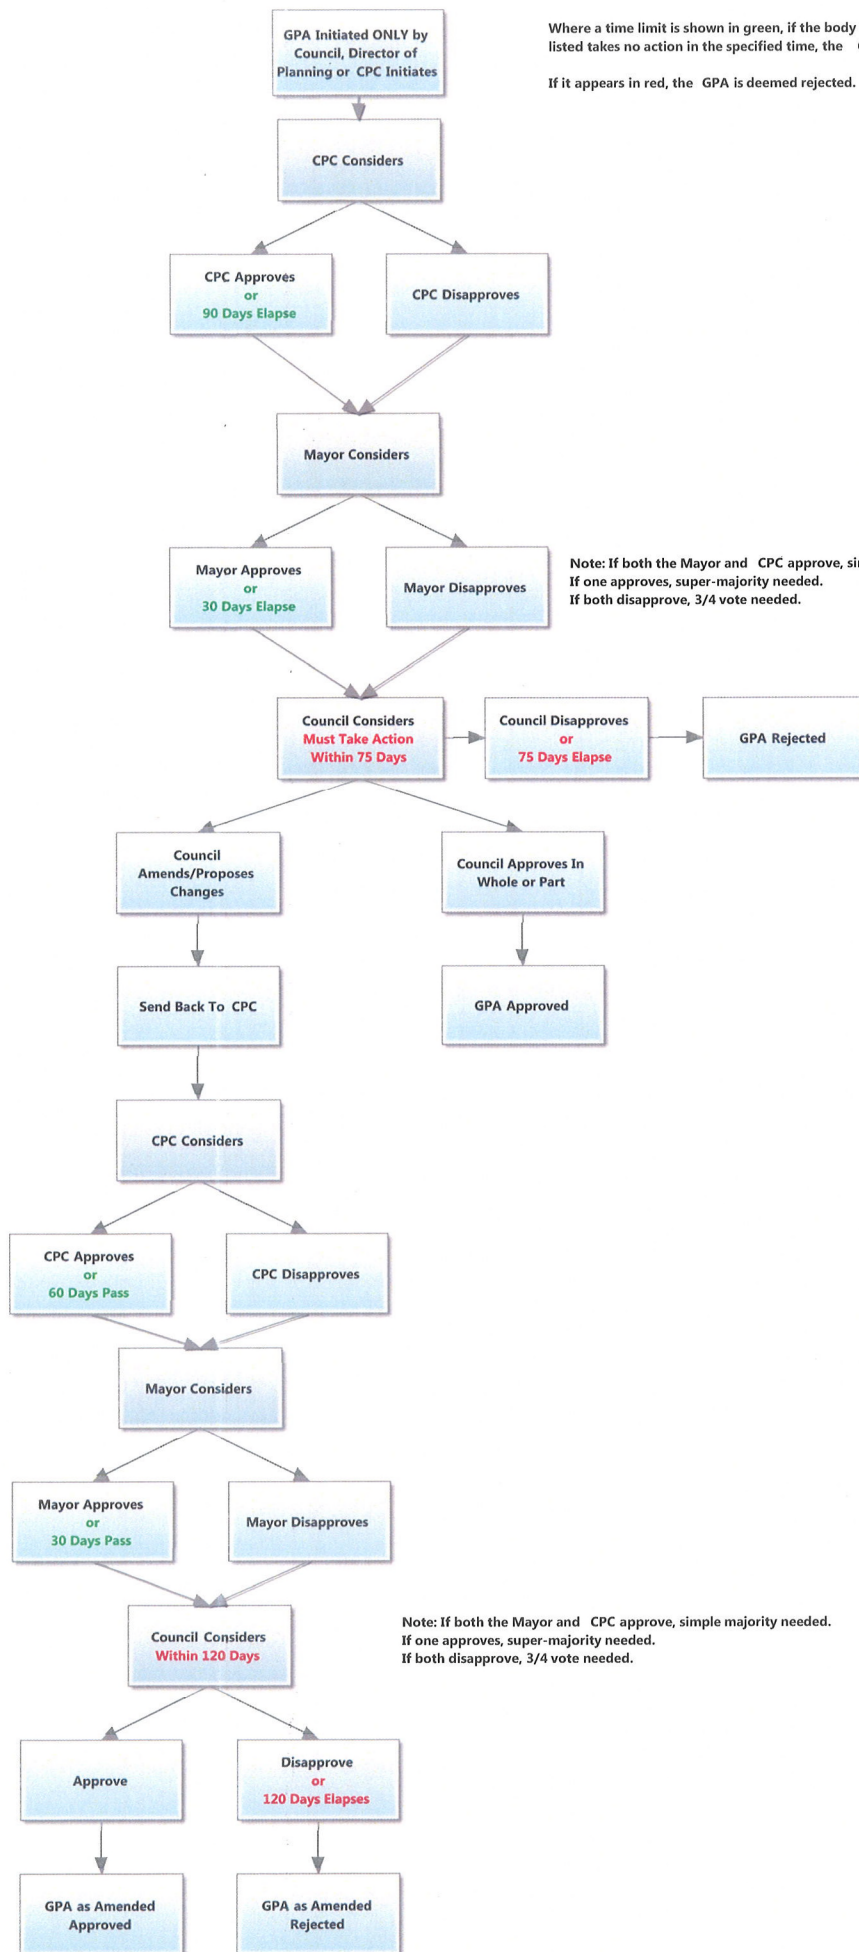 GPA Initiated ONLY by
Council, Director of
Planning or CPC Initiates
Where a time limit is shown in green, if the body
listed takes no action in the specified time, the
If it appears in red, the GPA is deemed rejected.
CPC Considers
CPC Approves
or
90 Days Elapse
CPC Disapproves
Mayor Considers
Mayor Approves
or
30 Days Elapse
Mayor Disapproves
Note: If both the Mayor and CPC approve,
If one approves, super-majority needed.
If both disapprove, 3/4 vote needed.
Council Considers
Must Take Action
Within 75 Days
Council Disapproves
or
75 Days Elapse
GPA Rejected
Council
Amends/Proposes
Changes
Council Approves In
Whole or Part
Send Back To CPC
GPA Approved
CPC Considers
CPC Approves
or
60 Days Pass
CPC Disapproves
Mayor Considers
Mayor Approves
or
30 Days Pass
Mayor Disapproves
Council Considers
Within 120 Days
Note: If both the Mayor and CPC approve, simple majority needed.
If one approves, super-majority needed.
If both disapprove, 3/4 vote needed.
Approve
Disapprove
or
120 Days Elapses
GPA as Amended
Approved
GPA as Amended
Rejected